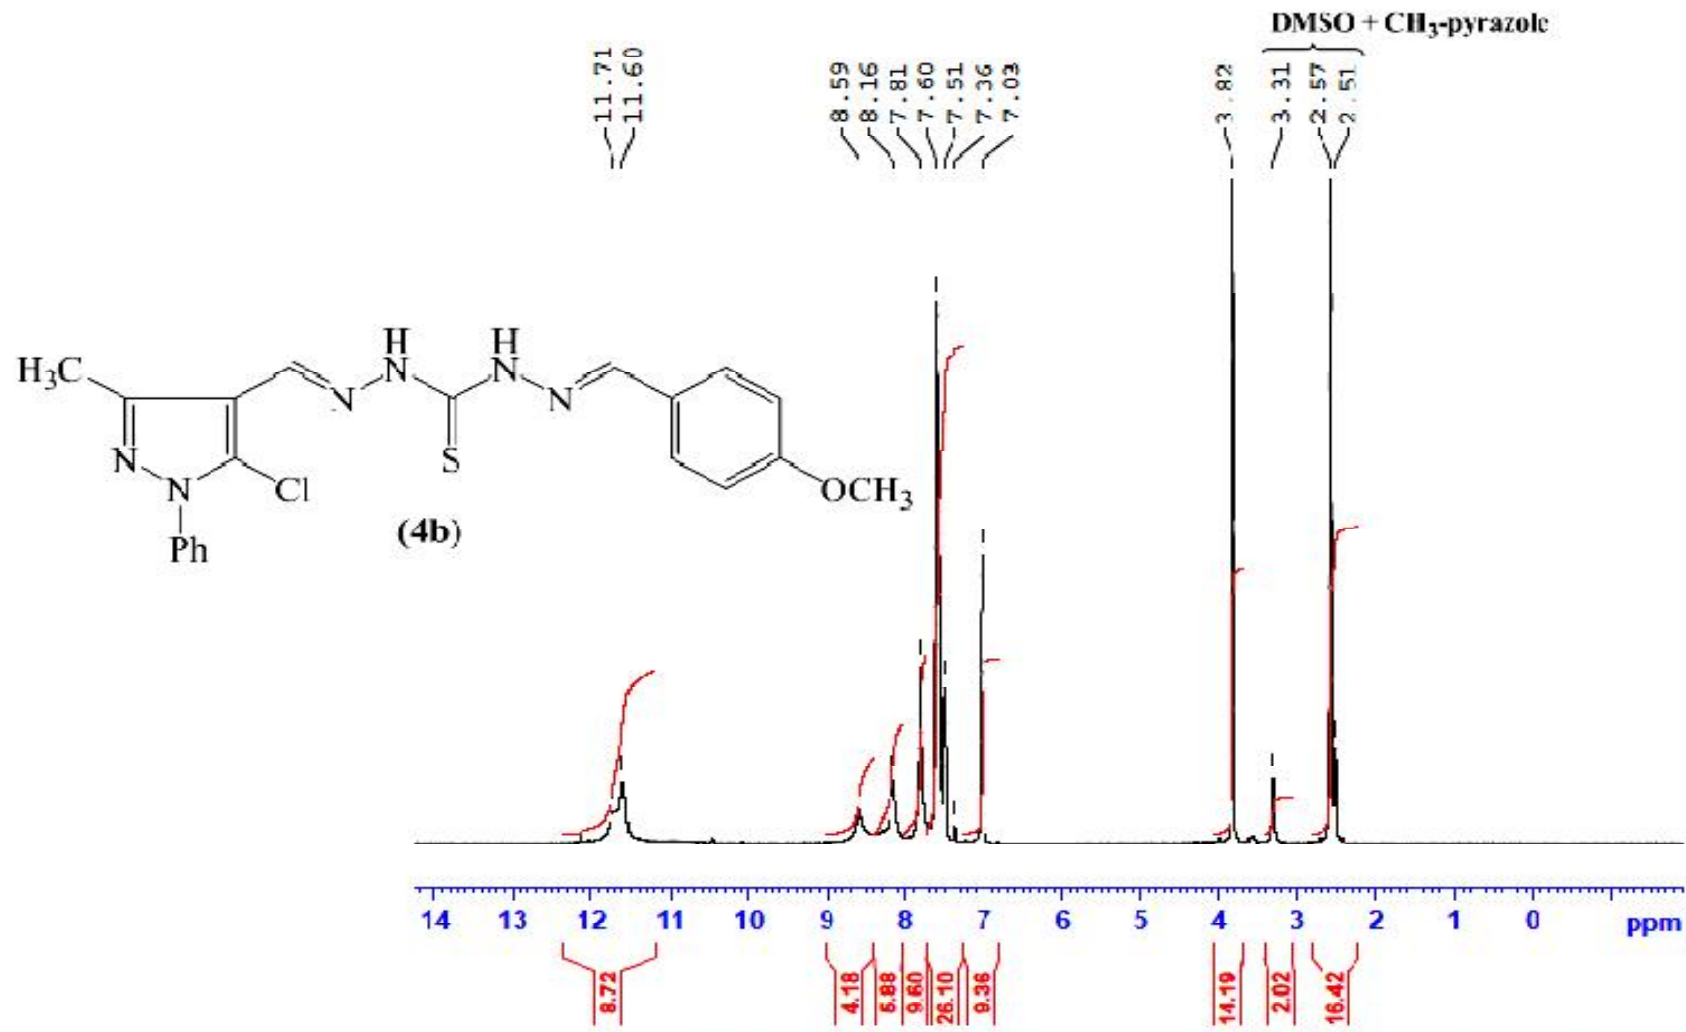 DMSO + CH3-pyrazole
11.71
11.60
8.59
8.16
7.81
7.60
7.51
7.36
7.03
3.82
3.31
2.57
2.51
H H
H3C N N
N N
N S
N Cl OCH3
(4b)
Ph
14 13 12 11 10 9 8 7 6 5 4 3 2 1 0 ppm
8.72
4.18
5.88
9.60
26.10
9.36
14.19
2.02
16.42